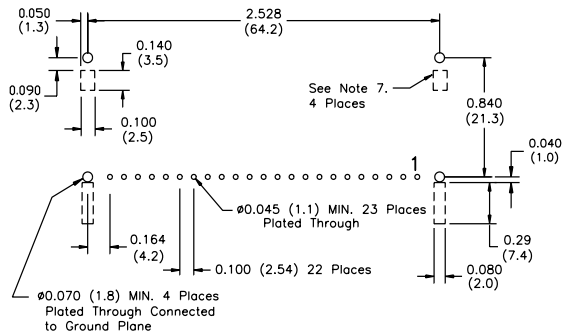 0.050
(1.3)
2.528
(64.2)
0.140
(3.5)
0.090
(2.3)
See Note 7.
4 Places
0.840
(21.3)
0.100
(2.5)
0.040
(1.0)
1
ø0.045 (1.1) MIN. 23 Places
Plated Through
0.164
(4.2)
0.29
(7.4)
0.100 (2.54) 22 Places
0.080
(2.0)
ø0.070 (1.8) MIN. 4 Places
Plated Through Connected
to Ground Plane